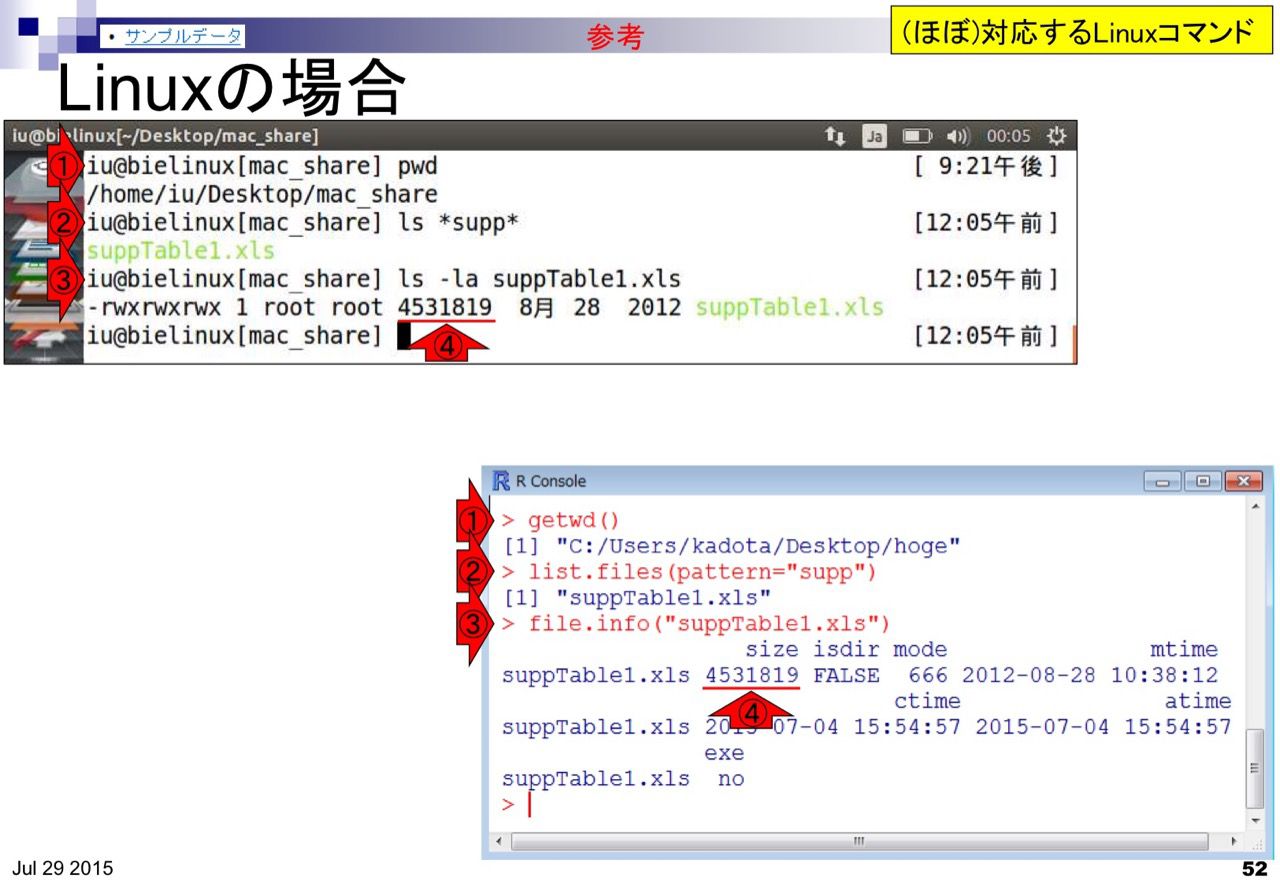 • サンプルデータ
参考
(ほぼ)対応するLinuxコマンド
Linuxの場合
iu@bielinux[~/Desktop/mac_share] Ja 00:05
① iu@bielinux[mac_share] pwd [ 9:21午後]
/home/iu/Desktop/mac_share
② iu@bielinux[mac_share] ls *supp* [12:05午前]
suppTable1.xls
③ iu@bielinux[mac_share] ls -la suppTable1.xls [12:05午前]
-rwxrwxrwx 1 root root 4531819 8月 28 2012 suppTable1.xls
iu@bielinux[mac_share] [12:05午前]
④
R Console
① > getwd()
[1] "C:/Users/kadota/Desktop/hoge"
② > list.files(pattern="supp")
[1] "suppTable1.xls"
③ > file.info("suppTable1.xls")
size isdir mode mtime
suppTable1.xls 4531819 FALSE 666 2012-08-28 10:38:12
ctime atime
④
suppTable1.xls 2015-07-04 15:54:57 2015-07-04 15:54:57
exe
suppTable1.xls no
>
Jul 29 2015
52